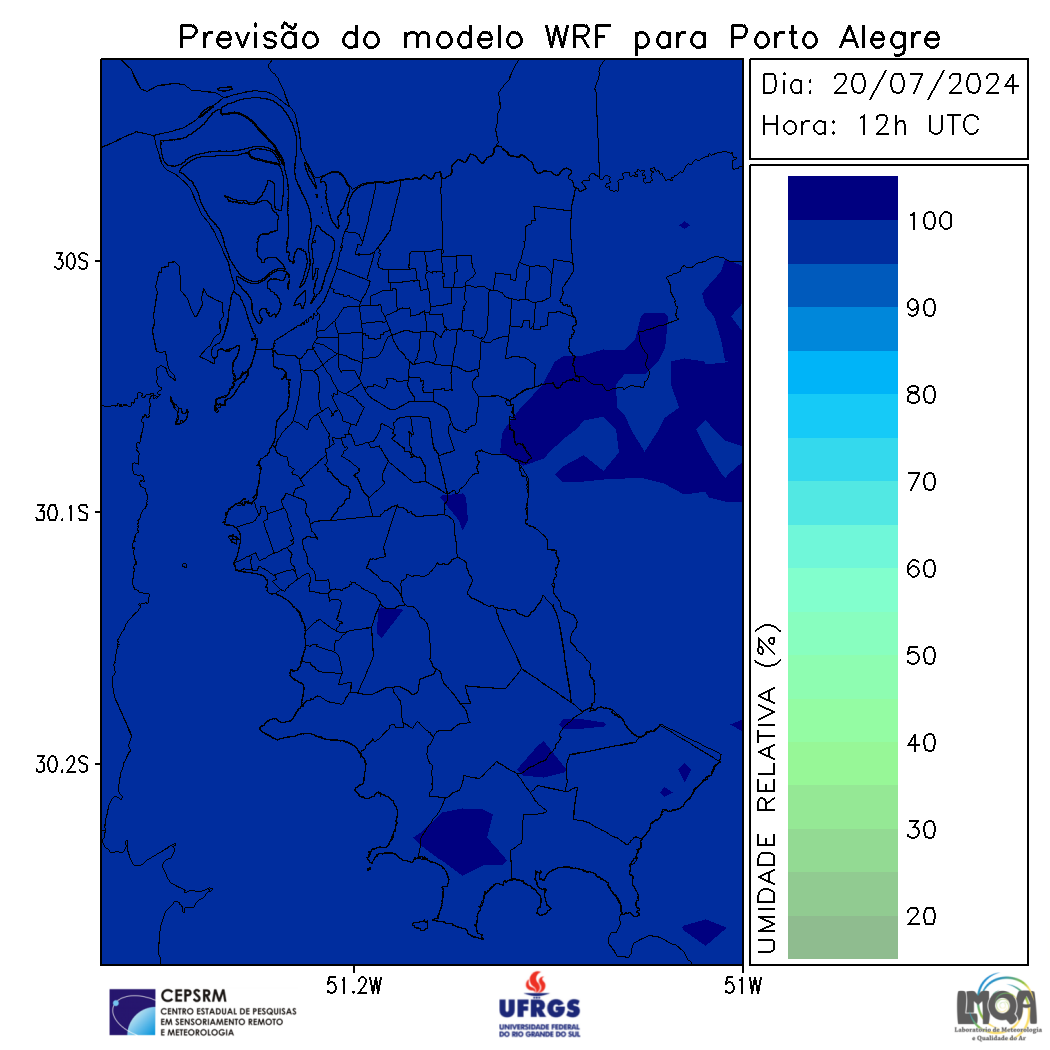 Previsão do modelo WRF para Porto Alegre
Dia: 20/07/2024
Hora: 12h UTC
100
90
80
70
60
50
40
30
20
UMIDADE RELATIVA (%)
30S
30.1S
30.2S
51.2W
51W
CEPSRM
CENTRO ESTADUAL DE PESQUISAS
EM SENSORIAMENTO REMOTO
E METEOROLOGIA
UFRGS
UNIVERSIDADE FEDERAL
DO RIO GRANDE DO SUL
LMQA
Laboratório de Meteorologia
e Qualidade do Ar